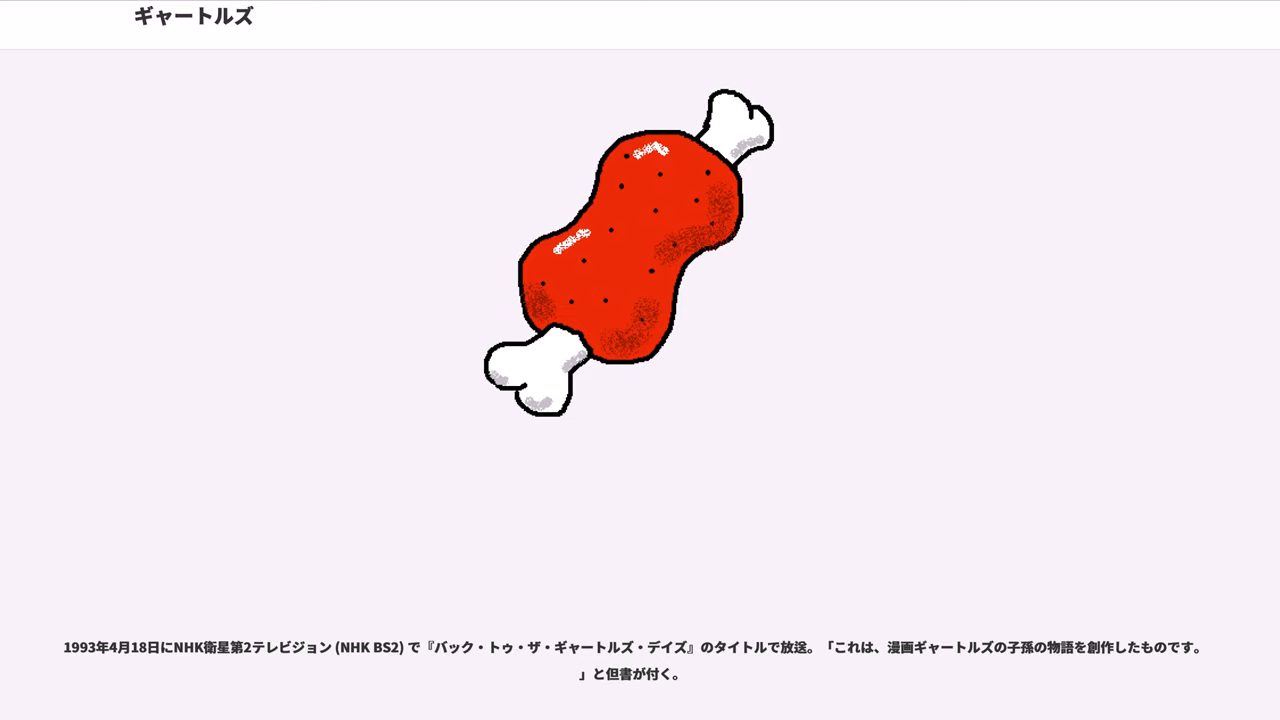 ギャートルズ
1993年4月18日にNHK衛星第2テレビジョン (NHK BS2) で『バック・トゥ・ザ・ギャートルズ・デイズ』のタイトルで放送。「これは、漫画ギャートルズの子孫の物語を創作したものです。
」と但書が付く。